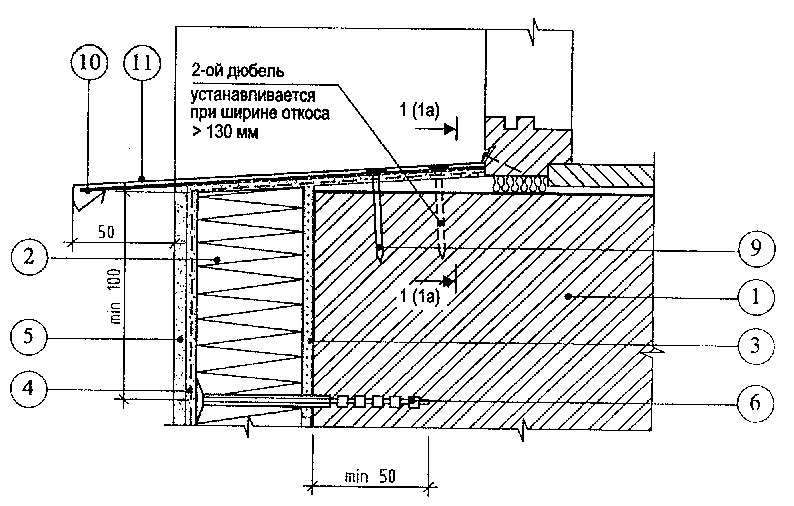 10
11
2-ой дюбель
устанавливается
при ширине откоса
> 130 мм
1 (1а)
50
2
9
min 100
1 (1а)
1
5
3
4
6
min 50